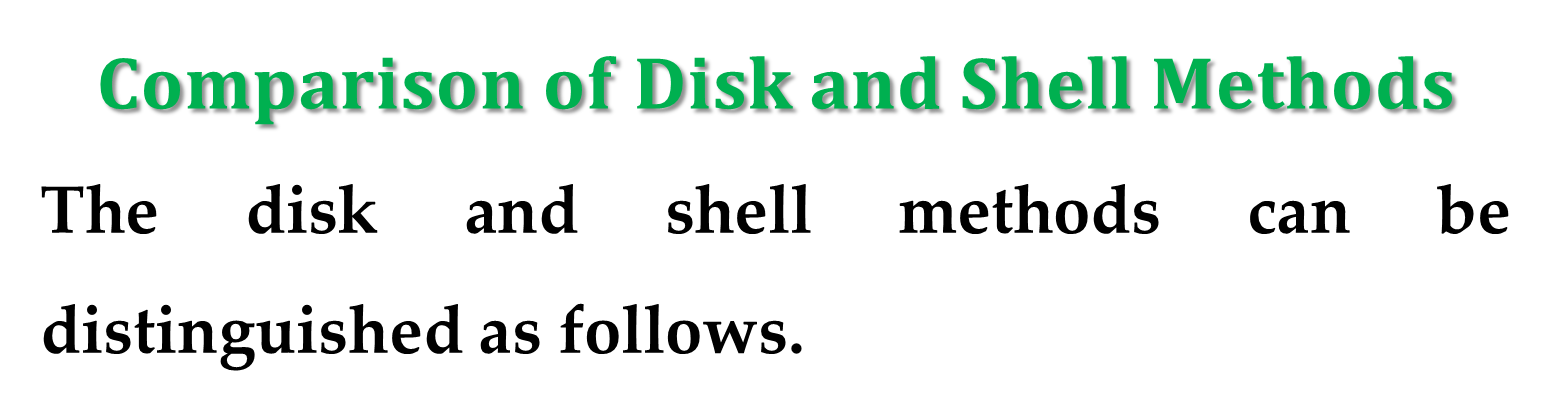 Comparison of Disk and Shell Methods
The disk and shell methods can be
distinguished as follows.